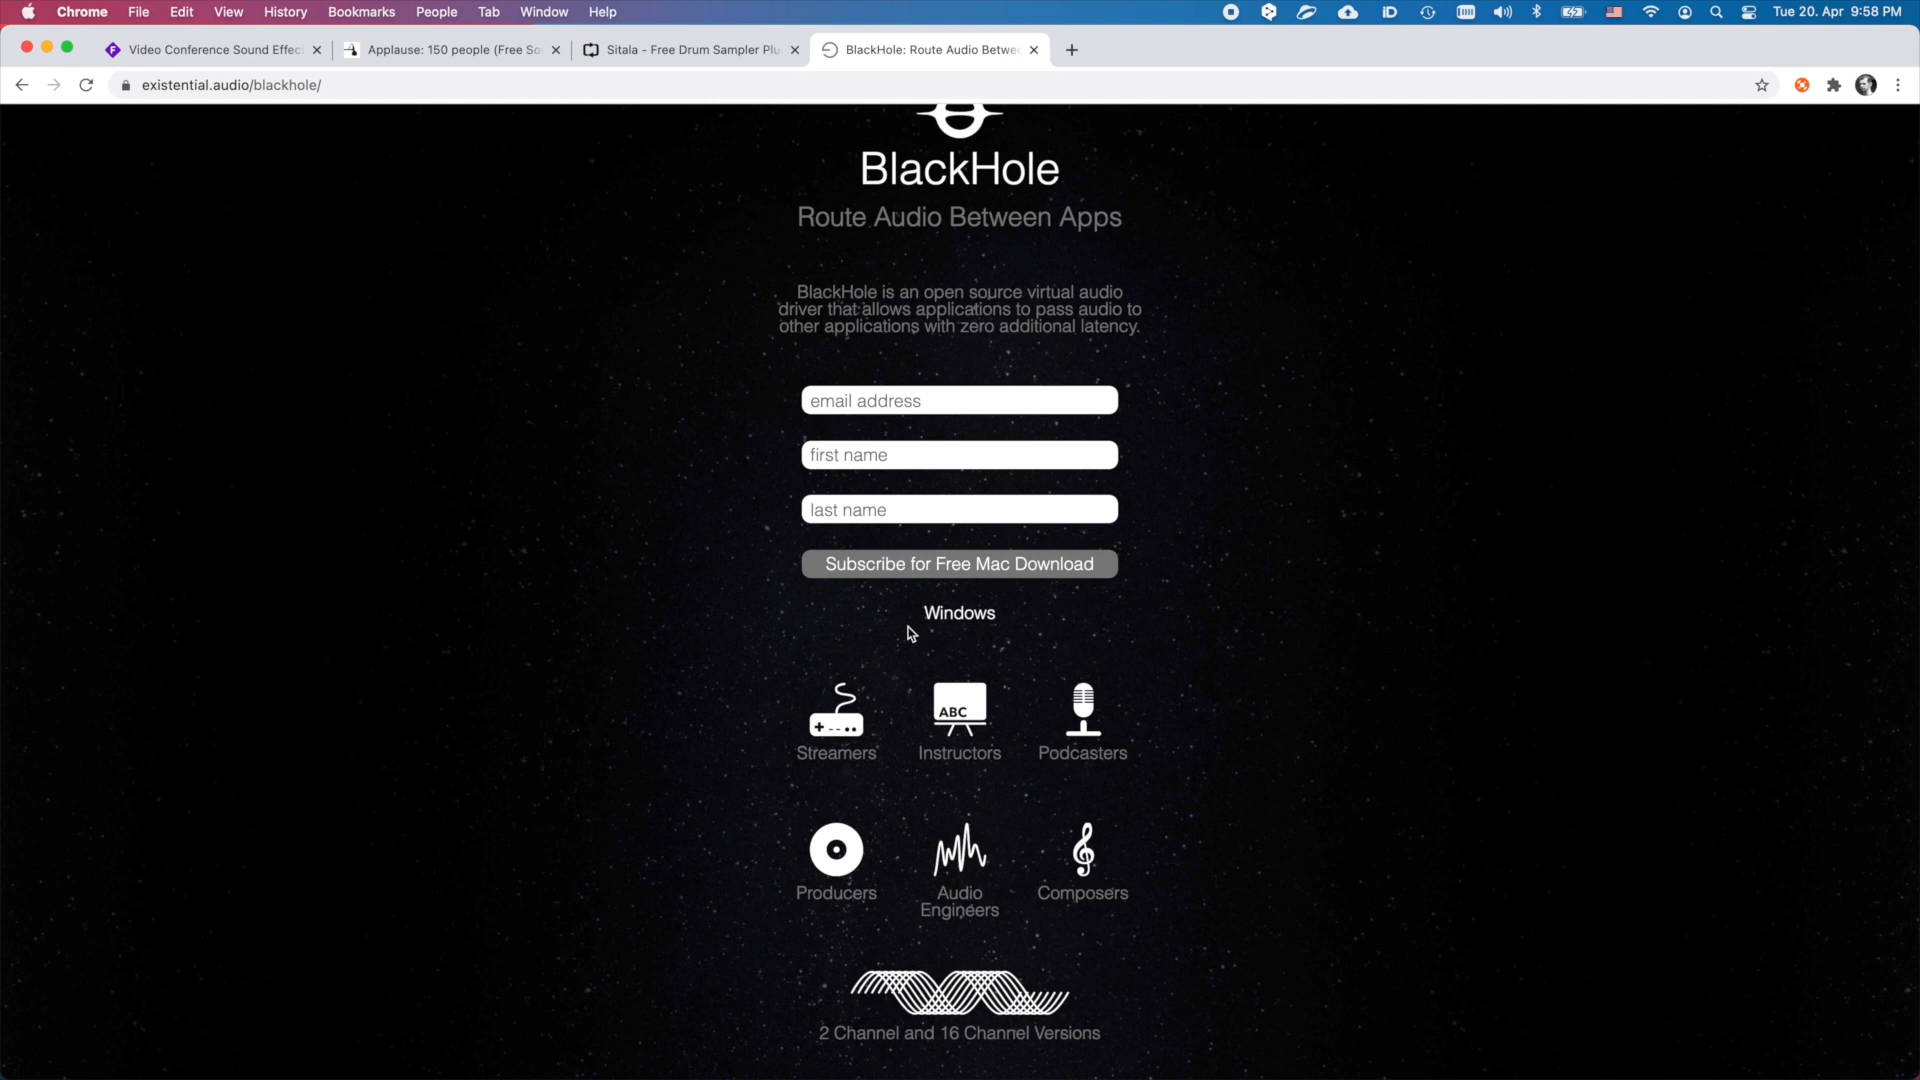 Chrome File Edit View History Bookmarks People Tab Window Help
iD
Tue 20. Apr 9:58 PM
Video Conference Sound Effec
Applause: 150 people (Free So
Sitala - Free Drum Sampler Plu
BlackHole: Route Audio Betwee
existential.audio/blackhole/
BlackHole
Route Audio Between Apps
BlackHole is an open source virtual audio
driver that allows applications to pass audio to
other applications with zero additional latency.
email address
first name
last name
Subscribe for Free Mac Download
Windows
ABC
Streamers
Instructors
Podcasters
Producers
Audio
Engineers
Composers
2 Channel and 16 Channel Versions